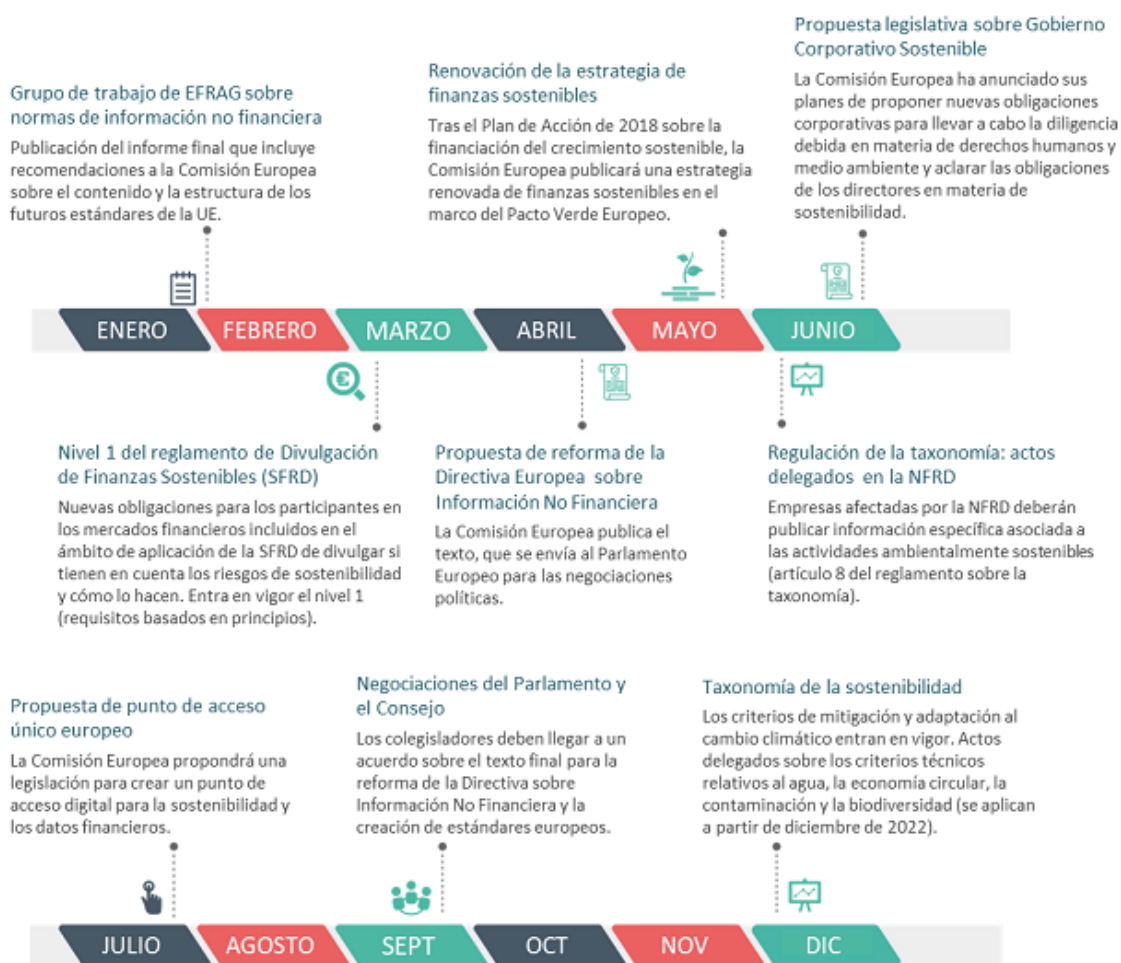 Grupo de trabajo de EFRAG sobre
normas de información no financiera
Publicación del informe final que incluye
recomendaciones a la Comisión Europea
sobre el contenido y la estructura de los
futuros estándares de la UE.
Renovación de la estrategia de
finanzas sostenibles
Tras el Plan de Acción de 2018 sobre la
financiación del crecimiento sostenible, la
Comisión Europea publicará una estrategia
renovada de finanzas sostenibles en el
marco del Pacto Verde Europeo.
Propuesta legislativa sobre Gobierno
Corporativo Sostenible
La Comisión Europea ha anunciado sus
planes de proponer nuevas obligaciones
corporativas para llevar a cabo la diligencia
debida en materia de derechos humanos y
medio ambiente y aclarar las obligaciones
de los directores en materia de
sostenibilidad.
ENERO
FEBRERO
MARZO
ABRIL
MAYO
JUNIO
Nivel 1 del reglamento de Divulgación
de Finanzas Sostenibles (SFRD)
Nuevas obligaciones para los participantes en
los mercados financieros incluidos en el
ámbito de aplicación de la SFRD de divulgar si
tienen en cuenta los riesgos de sostenibilidad
y cómo lo hacen. Entra en vigor el nivel 1
(requisitos basados en principios).
Propuesta de reforma de la
Directiva Europea sobre
Información No Financiera
La Comisión Europea publica el
texto, que se envía al Parlamento
Europeo para las negociaciones
políticas.
Regulación de la taxonomía: actos
delegados en la NFRD
Empresas afectadas por la NFRD deberán
publicar información específica asociada a
las actividades ambientalmente sostenibles
(artículo 8 del reglamento sobre la
taxonomía).
Propuesta de punto de acceso
único europeo
La Comisión Europea propondrá una
legislación para crear un punto de
acceso digital para la sostenibilidad y
los datos financieros.
Negociaciones del Parlamento y
el Consejo
Los colegisladores deben llegar a un
acuerdo sobre el texto final para la
reforma de la Directiva sobre
Información No Financiera y la
creación de estándares europeos.
Taxonomía de la sostenibilidad
Los criterios de mitigación y adaptación al
cambio climático entran en vigor. Actos
delegados sobre los criterios técnicos
relativos al agua, la economía circular, la
contaminación y la biodiversidad (se aplican
a partir de diciembre de 2022).
JULIO
AGOSTO
SEPT
OCT
NOV
DIC